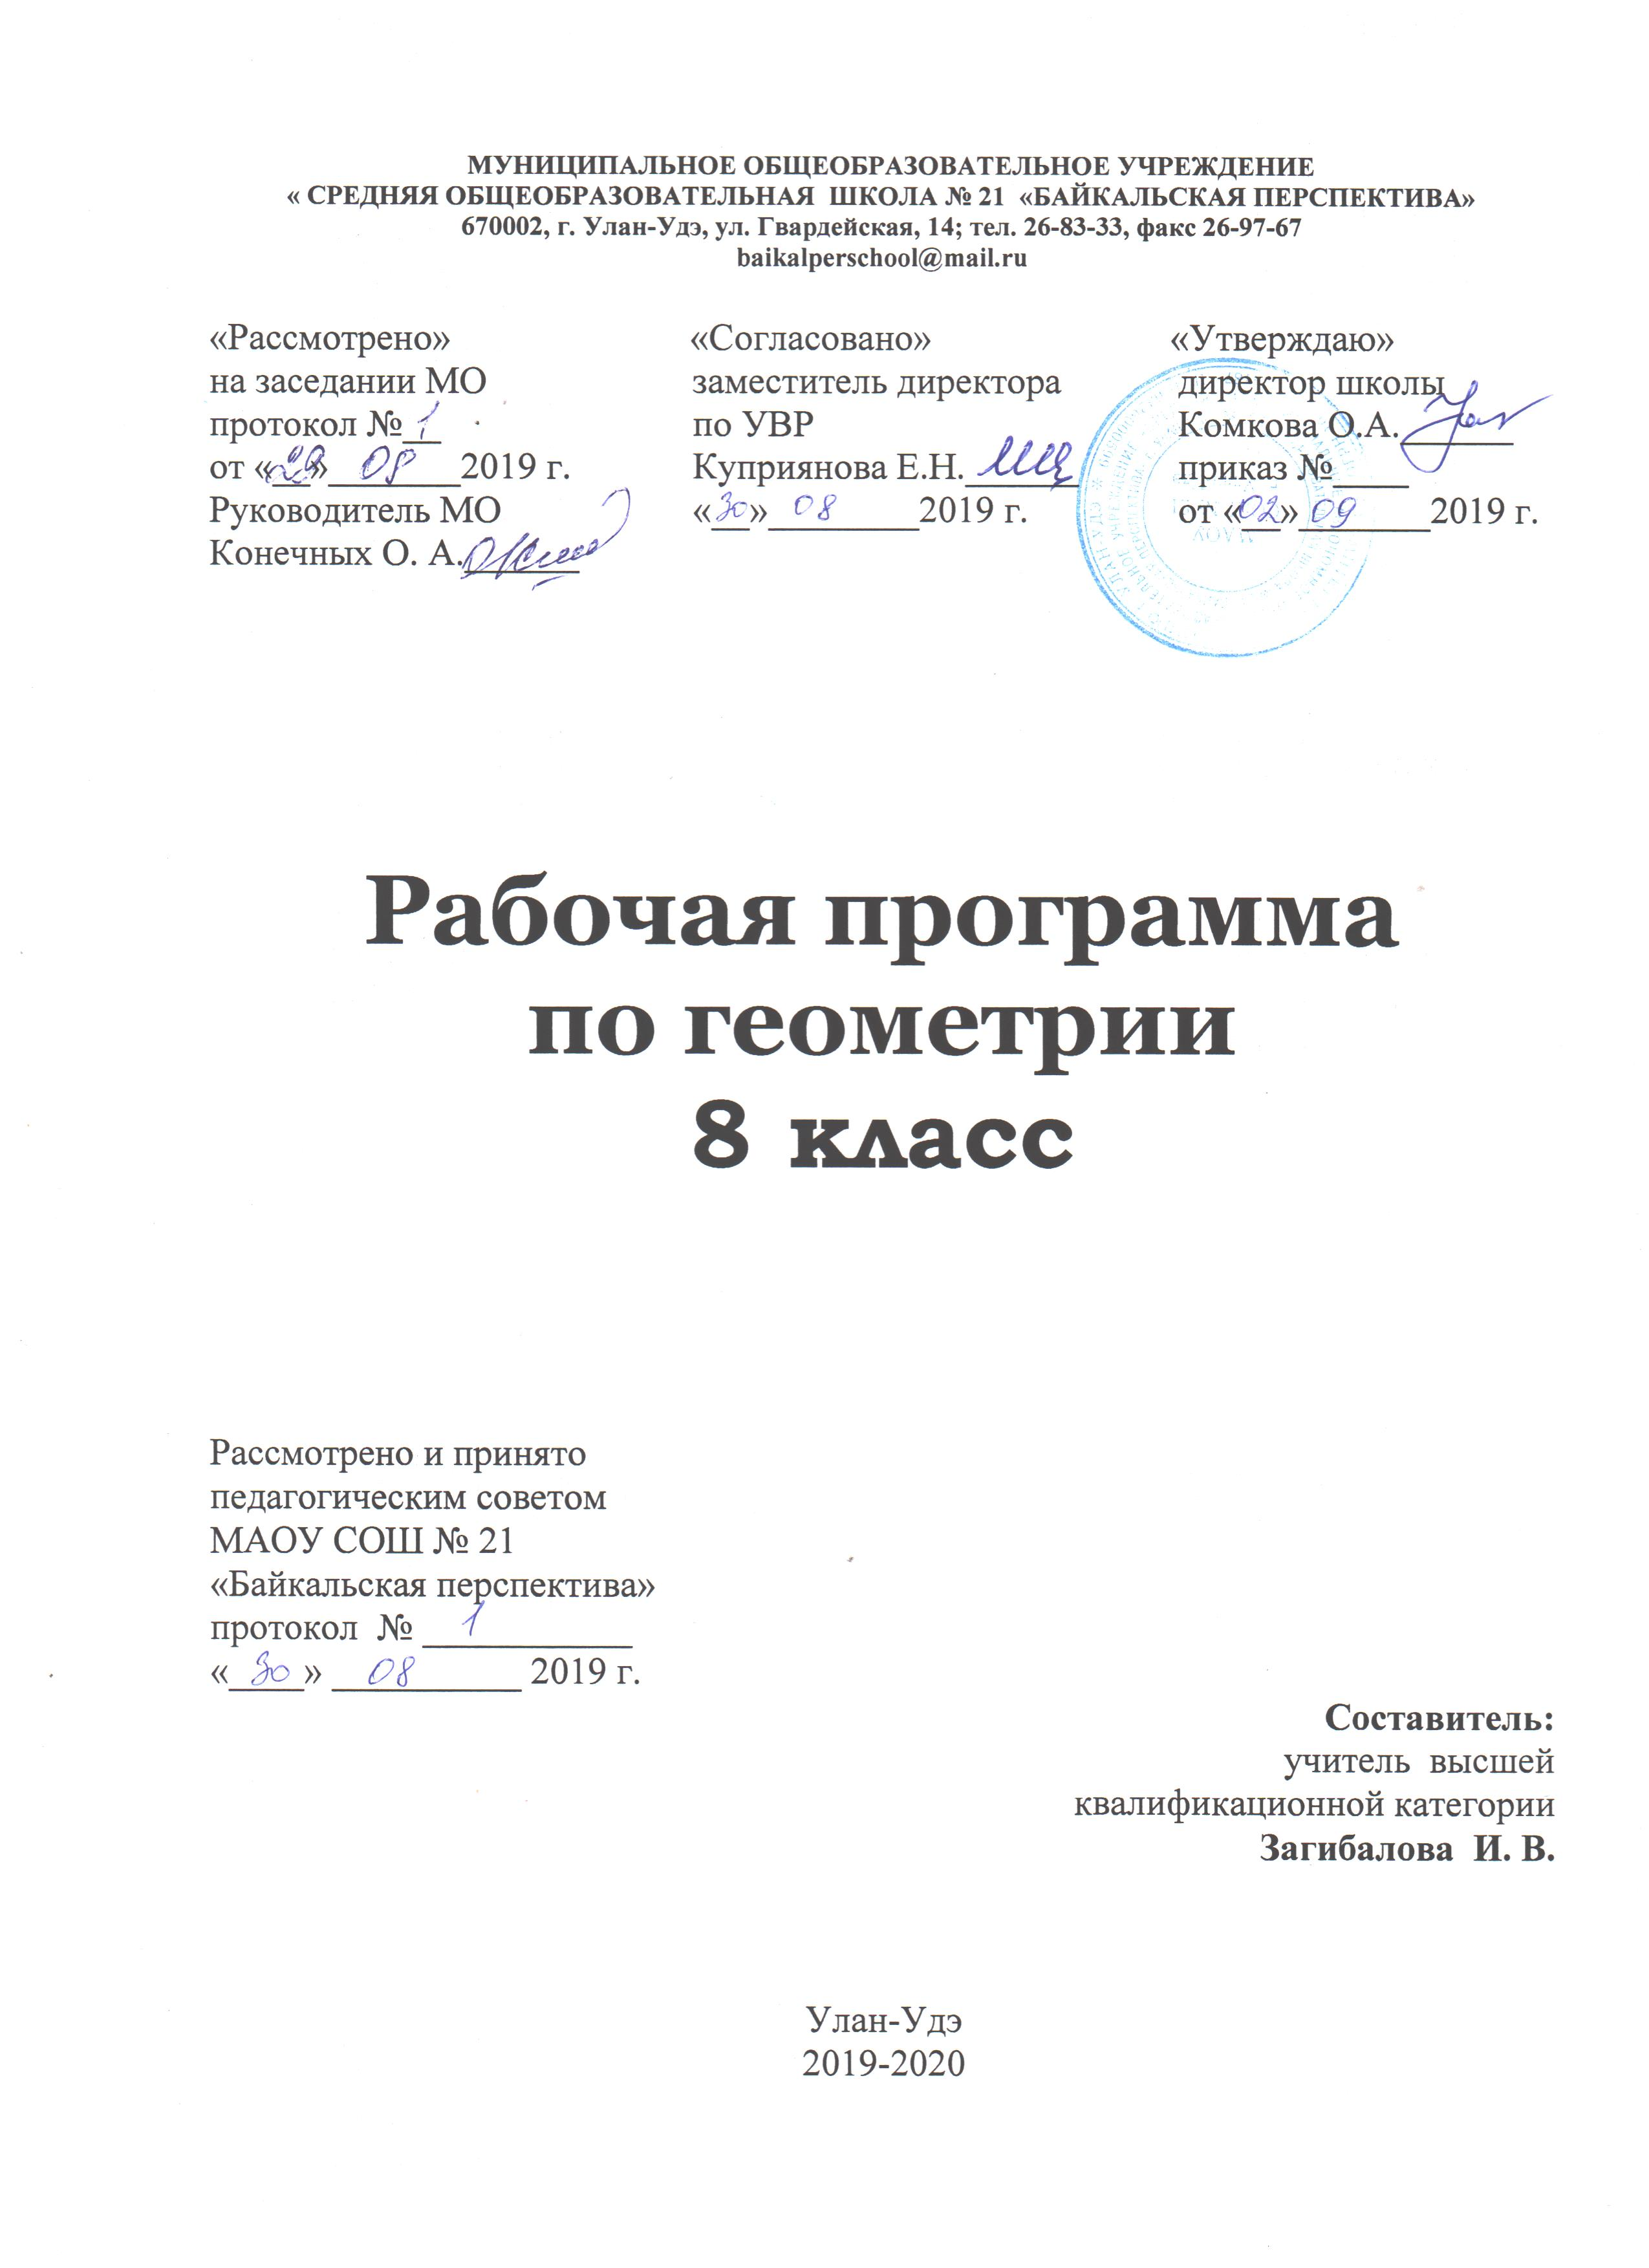 МУНИЦИПАЛЬНОЕ ОБЩЕОБРАЗОВАТЕЛЬНОЕ УЧРЕЖДЕНИЕ
« СРЕДНЯЯ ОБЩЕОБРАЗОВАТЕЛЬНАЯ ШКОЛА № 21 «БАЙКАЛЬСКАЯ ПЕРСПЕКТИВА»
670002, г. Улан-Удэ, ул. Гвардейская, 14; тел. 26-83-33, факс 26-97-67
baikalperschool@mail.ru
«Рассмотрено»
на заседании МО
протокол № 1
от «29» 08 2019 г.
Руководитель МО
Конечных О. А.
«Согласовано»
заместитель директора
по УВР
Куприянова Е.Н.
«30» 08 2019 г.
«Утверждаю»
директор школы
Комкова О.А.
приказ №
от «02» 09 2019 г.
Рабочая программа
по геометрии
8 класс
Рассмотрено и принято
педагогическим советом
МАОУ СОШ № 21
«Байкальская перспектива»
протокол № 1
«30» 08 2019 г.
Составитель:
учитель высшей
квалификационной категории
Загибалова И. В.
Улан-Удэ
2019-2020